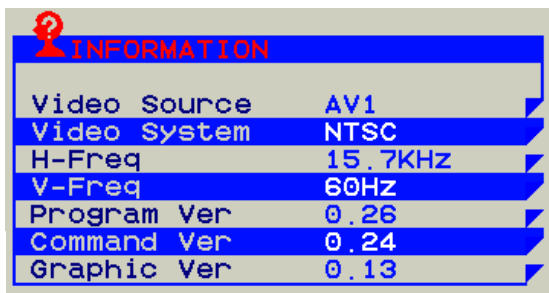 INFORMATION
Video Source AV1
Video System NTSC
H-Freq 15.7KHz
V-Freq 60Hz
Program Ver 0.26
Command Ver 0.24
Graphic Ver 0.13